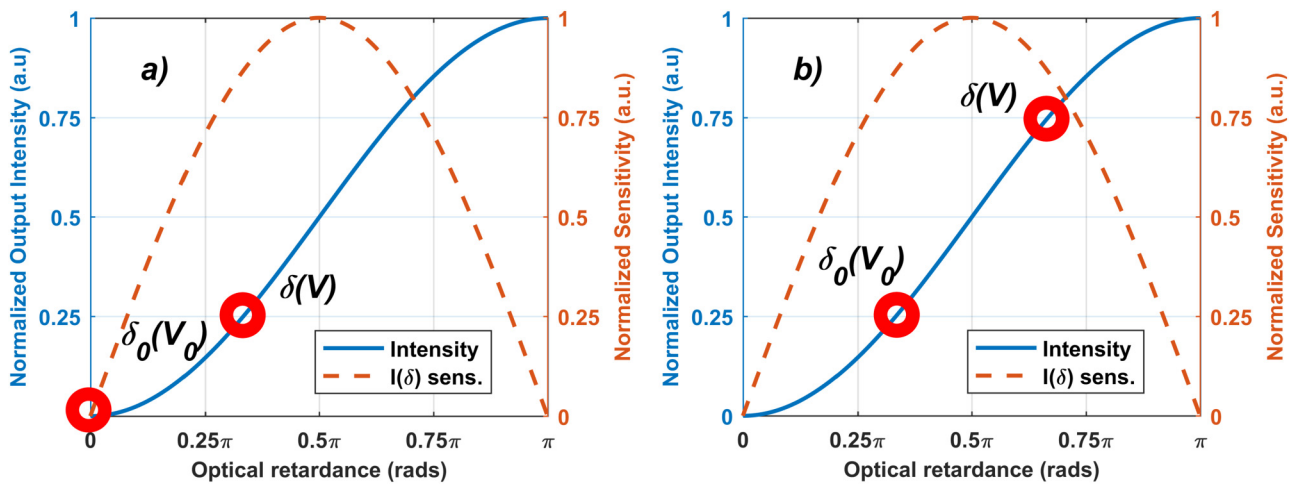 a)
Normalized Output Intensity (a.u)
1
0.75
0.5
0.25
0
δ(V)
δ₀(V₀)
Intensity
I(δ) sens.
1
0.75
0.5
0.25
0
Normalized Sensitivity (a.u.)
0
0.25π
0.5π
0.75π
π
Optical retardance (rads)
b)
Normalized Output Intensity (a.u)
1
0.75
0.5
0.25
0
δ(V)
δ₀(V₀)
Intensity
I(δ) sens.
1
0.75
0.5
0.25
0
Normalized Sensitivity (a.u.)
0
0.25π
0.5π
0.75π
π
Optical retardance (rads)